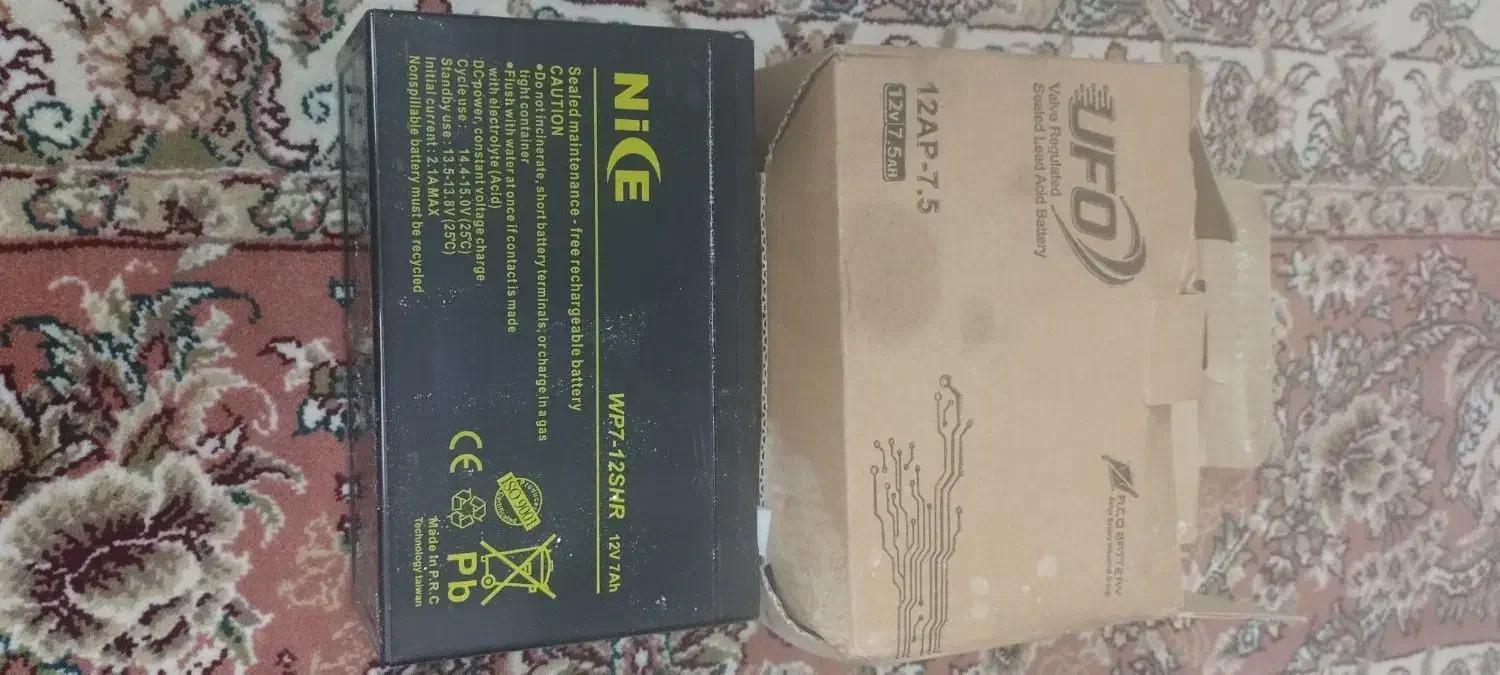 NiCE
WP7-12SHR 12V 7Ah
Sealed maintenance - free rechargeable battery
CAUTION
•Do not incinerate, short battery terminals, or charge in a gas
tight container
•Flush with water at once if contact is made
with electrolyte (Acid)
DC-power, constant voltage charge
Cycle use : 14.4-15.0V (25°C)
Standby use : 13.5-13.8V (25°C)
Initial current : 2.1A MAX
Nonspillable battery must be recycled
CE
ISO 9001
Pb
Made In P.R.C
Technology taiwan
UFO
Valve Regulated
Sealed Lead Acid Battery
12AP-7.5
12v 7.5AH
BATTERY